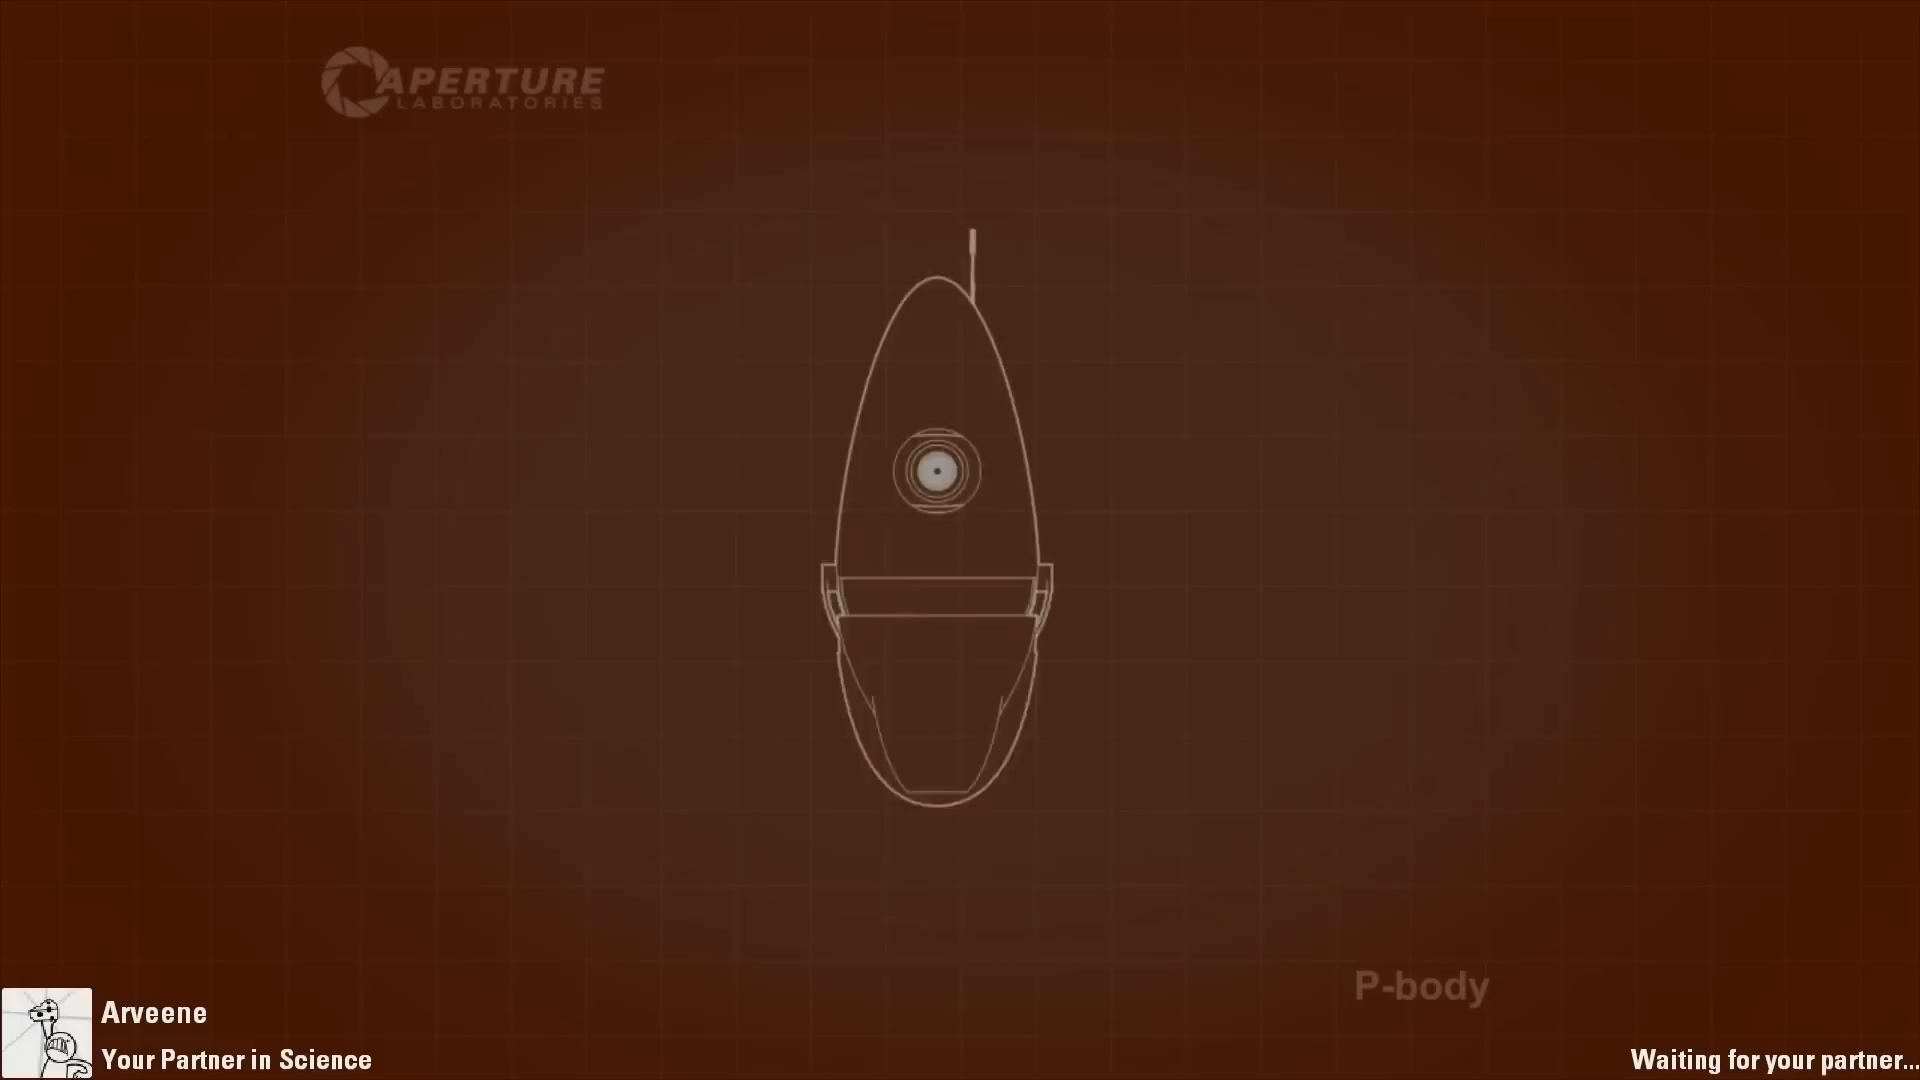 APERTURE
LABORATORIES
P-body
Arveene
Your Partner in Science
Waiting for your partner...